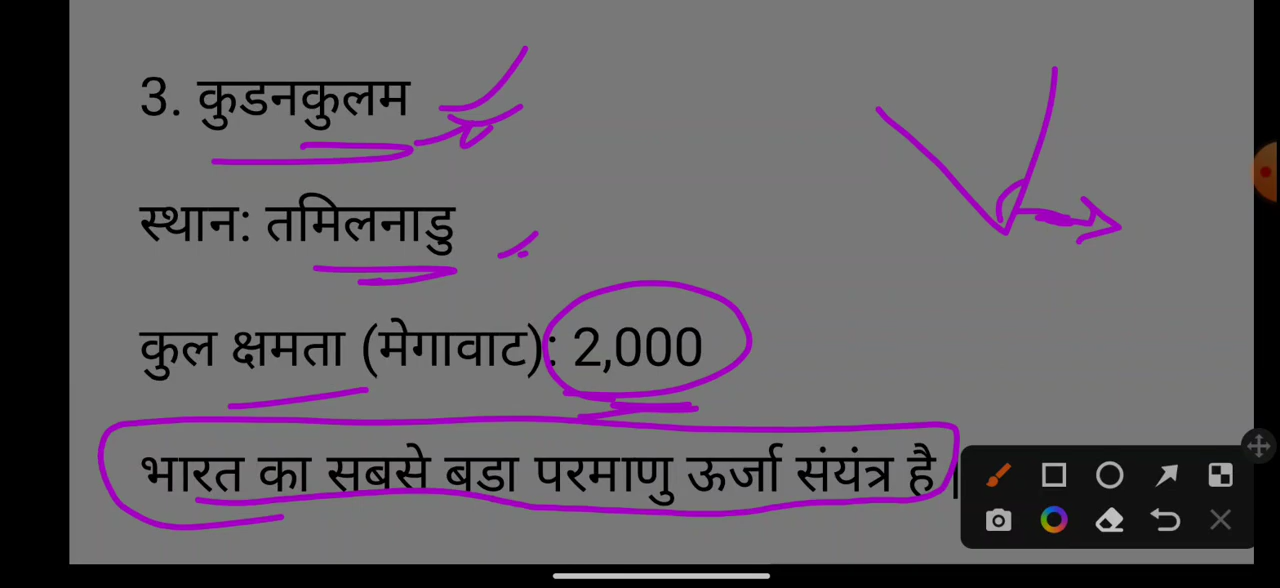 3. कुडनकुलम
स्थान: तमिलनाडु
कुल क्षमता (मेगावाट): 2,000
भारत का सबसे बडा परमाणु ऊर्जा संयंत्र है |